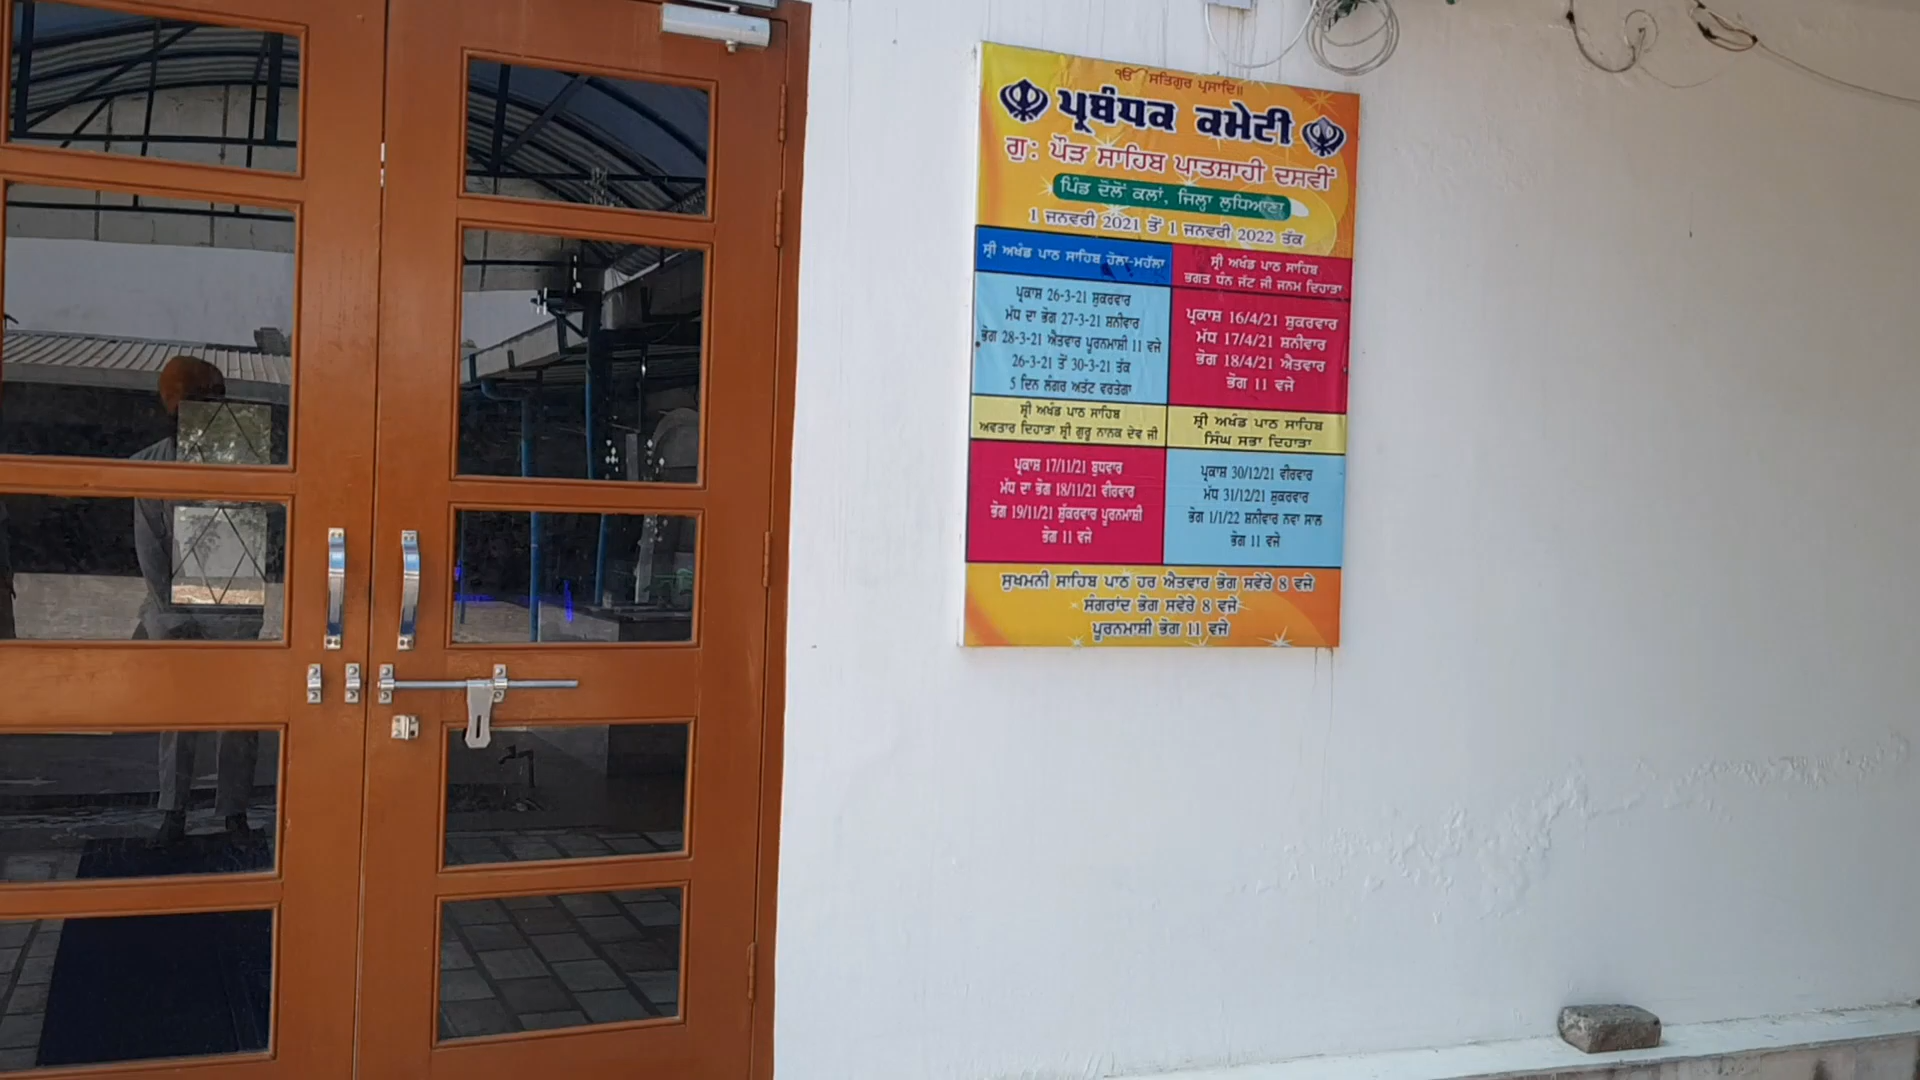 ੴ ਸਤਿਗੁਰ ਪ੍ਰਸਾਦਿ॥
ਪ੍ਰਬੰਧਕ ਕਮੇਟੀ
ਗੁ: ਪੌੜ ਸਾਹਿਬ ਪਾਤਸ਼ਾਹੀ ਦਸਵੀਂ
ਪਿੰਡ ਦੌਲੋਂ ਕਲਾਂ, ਜਿਲ੍ਹਾ ਲੁਧਿਆਣਾ
1 ਜਨਵਰੀ 2021 ਤੋਂ 1 ਜਨਵਰੀ 2022 ਤੱਕ
ਸ੍ਰੀ ਅਖੰਡ ਪਾਠ ਸਾਹਿਬ ਹੋਲਾ-ਮਹੱਲਾ
ਪ੍ਰਕਾਸ਼ 26-3-21 ਸ਼ੁਕਰਵਾਰ
ਮੱਧ ਦਾ ਭੋਗ 27-3-21 ਸ਼ਨੀਵਾਰ
ਭੋਗ 28-3-21 ਐਤਵਾਰ ਪੂਰਨਮਾਸ਼ੀ 11 ਵਜੇ
26-3-21 ਤੋਂ 30-3-21 ਤੱਕ
5 ਦਿਨ ਲੰਗਰ ਅਤੱਟ ਵਰਤੇਗਾ
ਸ੍ਰੀ ਅਖੰਡ ਪਾਠ ਸਾਹਿਬ
ਭਗਤ ਧੰਨ ਜੱਟ ਜੀ ਜਨਮ ਦਿਹਾੜਾ
ਪ੍ਰਕਾਸ਼ 16/4/21 ਸ਼ੁਕਰਵਾਰ
ਮੱਧ 17/4/21 ਸ਼ਨੀਵਾਰ
ਭੋਗ 18/4/21 ਐਤਵਾਰ
ਭੋਗ 11 ਵਜੇ
ਸ੍ਰੀ ਅਖੰਡ ਪਾਠ ਸਾਹਿਬ
ਅਵਤਾਰ ਦਿਹਾੜਾ ਸ਼੍ਰੀ ਗੁਰੂ ਨਾਨਕ ਦੇਵ ਜੀ
ਪ੍ਰਕਾਸ਼ 17/11/21 ਬੁਧਵਾਰ
ਮੱਧ ਦਾ ਭੋਗ 18/11/21 ਵੀਰਵਾਰ
ਭੋਗ 19/11/21 ਸ਼ੁੱਕਰਵਾਰ ਪੂਰਨਮਾਸ਼ੀ
ਭੋਗ 11 ਵਜੇ
ਸ੍ਰੀ ਅਖੰਡ ਪਾਠ ਸਾਹਿਬ
ਸਿੰਘ ਸਭਾ ਦਿਹਾੜਾ
ਪ੍ਰਕਾਸ਼ 30/12/21 ਵੀਰਵਾਰ
ਮੱਧ 31/12/21 ਸ਼ੁਕਰਵਾਰ
ਭੋਗ 1/1/22 ਸ਼ਨੀਵਾਰ ਨਵਾ ਸਾਲ
ਭੋਗ 11 ਵਜੇ
ਸੁਖਮਨੀ ਸਾਹਿਬ ਪਾਠ ਹਰ ਐਤਵਾਰ ਭੋਗ ਸਵੇਰੇ 8 ਵਜੇ
ਸੰਗਰਾਂਦ ਭੋਗ ਸਵੇਰੇ 8 ਵਜੇ
ਪੂਰਨਮਾਸ਼ੀ ਭੋਗ 11 ਵਜੇ